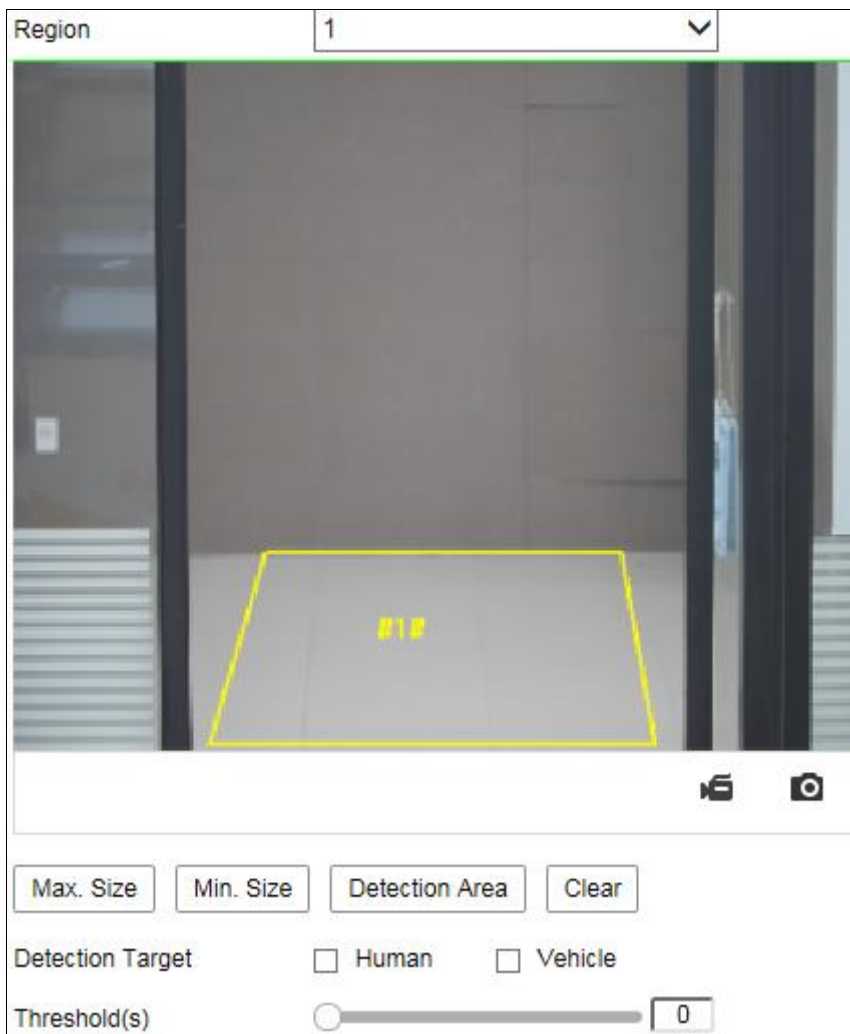 Region 1
#1#
Max. Size Min. Size Detection Area Clear
Detection Target Human Vehicle
Threshold(s) 0